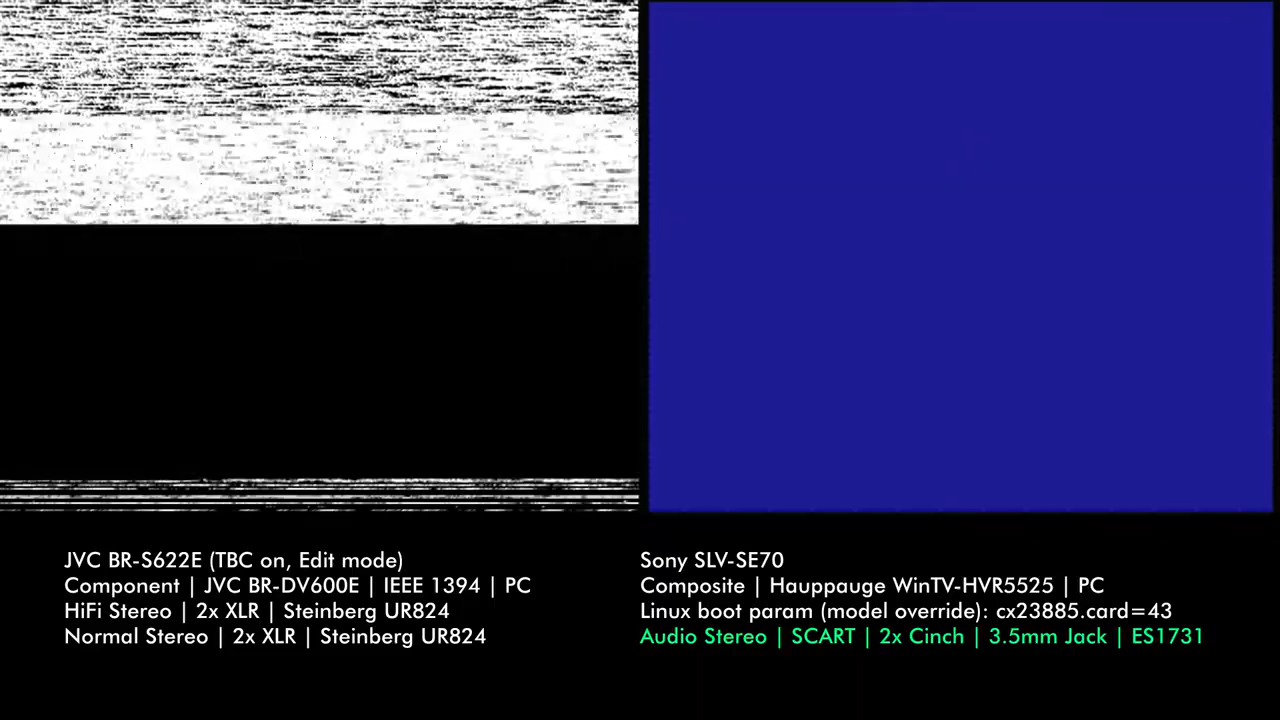 JVC BR-S622E (TBC on, Edit mode)
Component | JVC BR-DV600E | IEEE 1394 | PC
HiFi Stereo | 2x XLR | Steinberg UR824
Normal Stereo | 2x XLR | Steinberg UR824
Sony SLV-SE70
Composite | Hauppauge WinTV-HVR5525 | PC
Linux boot param (model override): cx23885.card=43
Audio Stereo | SCART | 2x Cinch | 3.5mm Jack | ES1731